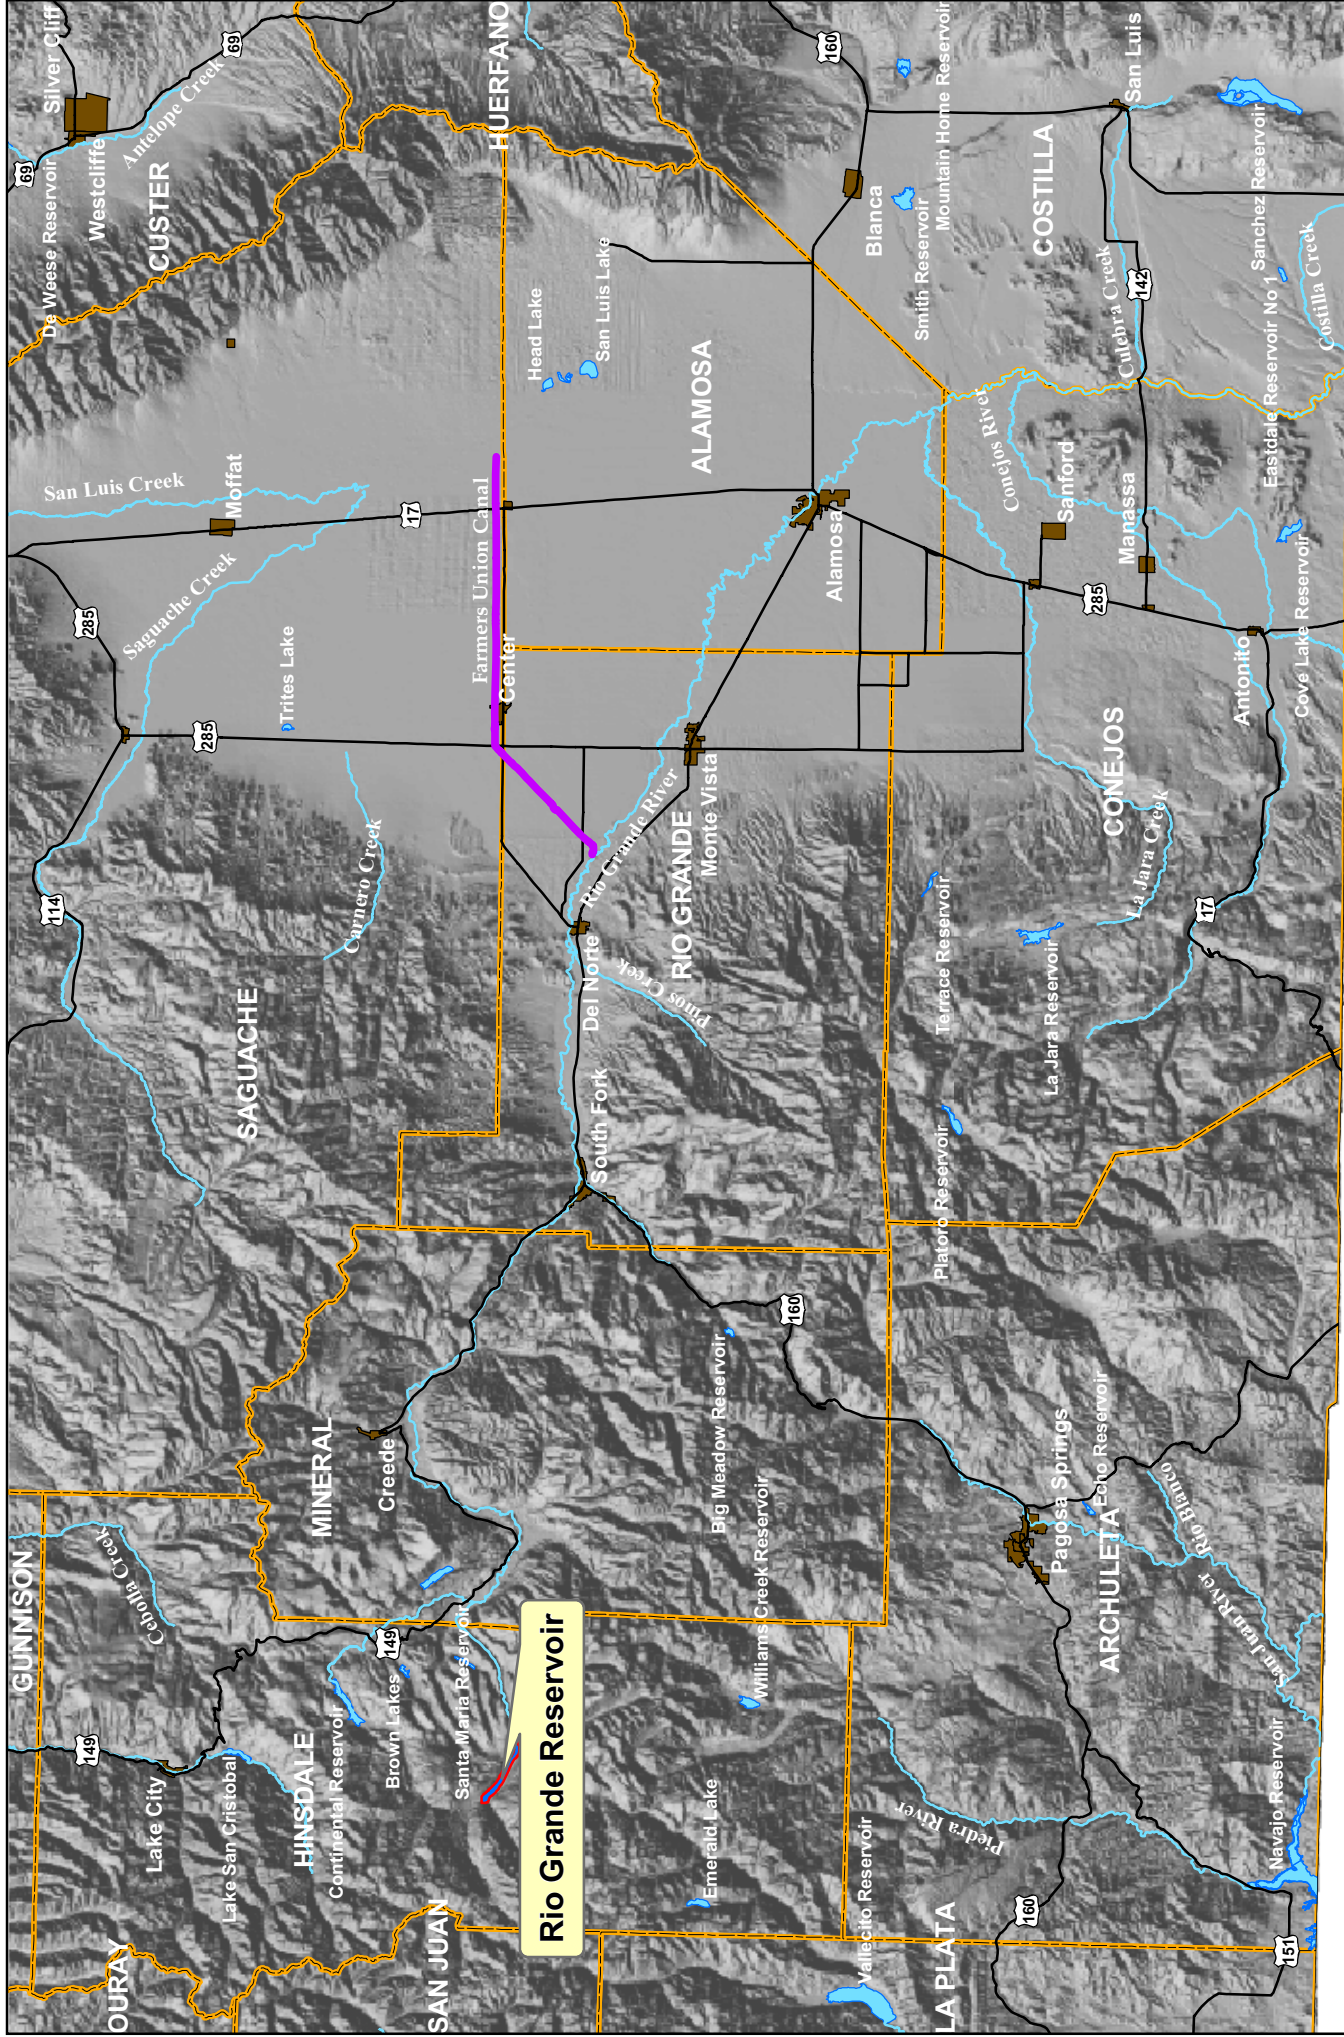 OURAY
GUNNISON
CUSTER
De Weese Reservoir
Silver Cliff
69
Westcliffe
Antelope Creek
69
149
Lake City
Cebolla Creek
114
285
San Luis Creek
Moffat
Saguache Creek
Lake San Cristobal
SAGUACHE
285
HINSDALE
MINERAL
Trites Lake
Continental Reservoir
149
Creede
Carnero Creek
17
Brown Lakes
SAN JUAN
Santa Maria Reservoir
Farmers Union Canal
HUERFANO
Center
Rio Grande Reservoir
Head Lake
San Luis Lake
South Fork
Del Norte
Rio Grande River
Pinos Creek
RIO GRANDE
Monte Vista
ALAMOSA
Emerald Lake
Big Meadow Reservoir
Williams Creek Reservoir
160
160
Alamosa
Blanca
Vallecito Reservoir
Piedra River
Smith Reservoir
Mountain Home Reservoir
LA PLATA
Platoro Reservoir
Terrace Reservoir
Conejos River
160
Pagosa Springs
La Jara Reservoir
Sanford
COSTILLA
Echo Reservoir
ARCHULETA
285
CONEJOS
La Jara Creek
Manassa
Culebra Creek
142
San Luis
Rio Blanco
San Juan River
17
Antonito
Navajo Reservoir
151
Cove Lake Reservoir
Eastdale Reservoir No 1
Sanchez Reservoir
Costilla Creek